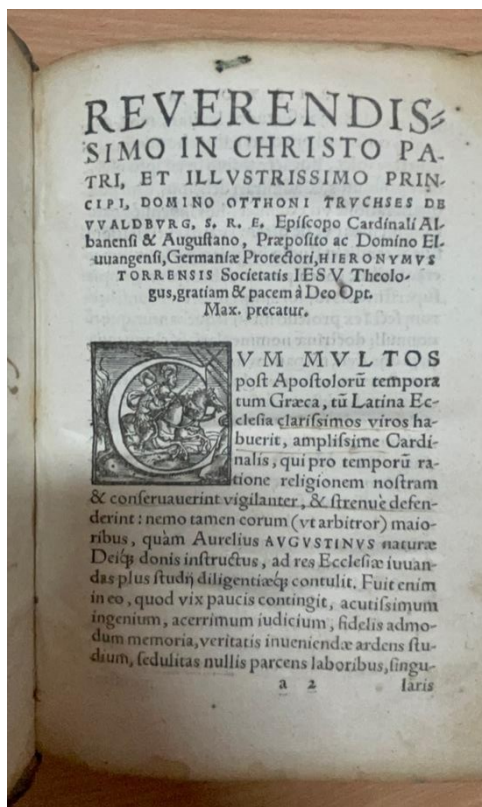 REVERENDIS⸗
SIMO IN CHRISTO PA-
TRI, ET ILLVSTRISSIMO PRIN-
CIPI, DOMINO OTTHONI TRVCHSES DE
VVALDBVRG, S. R. E. Epiſcopo Cardinali Al-
banenſi & Auguſtano, Præpoſito ac Domino El-
uuangenſi, Germaniæ Protectori, HIERONYMVS
TORRENSIS Societatis IESV Theolo-
gus, gratiam & pacem à Deo Opt.
Max. precatur.
CVM MVLTOS
poſt Apoſtolorũ tempora
tum Græca, tũ Latina Ec-
cleſia clariſſimos viros ha-
buerit, ampliſſime Cardi-
nalis, qui pro temporũ ra-
tione religionem noſtram
& conſeruauerint vigilanter, & ſtrenuè defen-
derint: nemo tamen eorum (vt arbitror) maio-
ribus, quàm Aurelius AVGVSTINVS naturæ
Deiq́; donis inſtructus, ad res Eccleſiæ iuuan-
das plus ſtudij diligentiæq́; contulit. Fuit enim
in eo, quod vix paucis contingit, acutiſſimum
ingenium, acerrimum iudicium, fidelis admo-
dum memoria, veritatis inueniendæ ardens ſtu-
dium, ſedulitas nullis parcens laboribus, ſingu-
a 2 laris